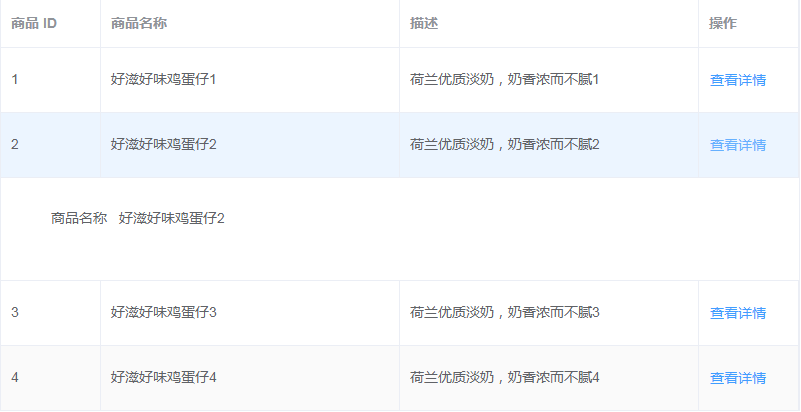 商品 ID 商品名称 描述 操作
1 好滋好味鸡蛋仔1 荷兰优质淡奶，奶香浓而不腻1 查看详情
2 好滋好味鸡蛋仔2 荷兰优质淡奶，奶香浓而不腻2 查看详情
商品名称 好滋好味鸡蛋仔2
3 好滋好味鸡蛋仔3 荷兰优质淡奶，奶香浓而不腻3 查看详情
4 好滋好味鸡蛋仔4 荷兰优质淡奶，奶香浓而不腻4 查看详情